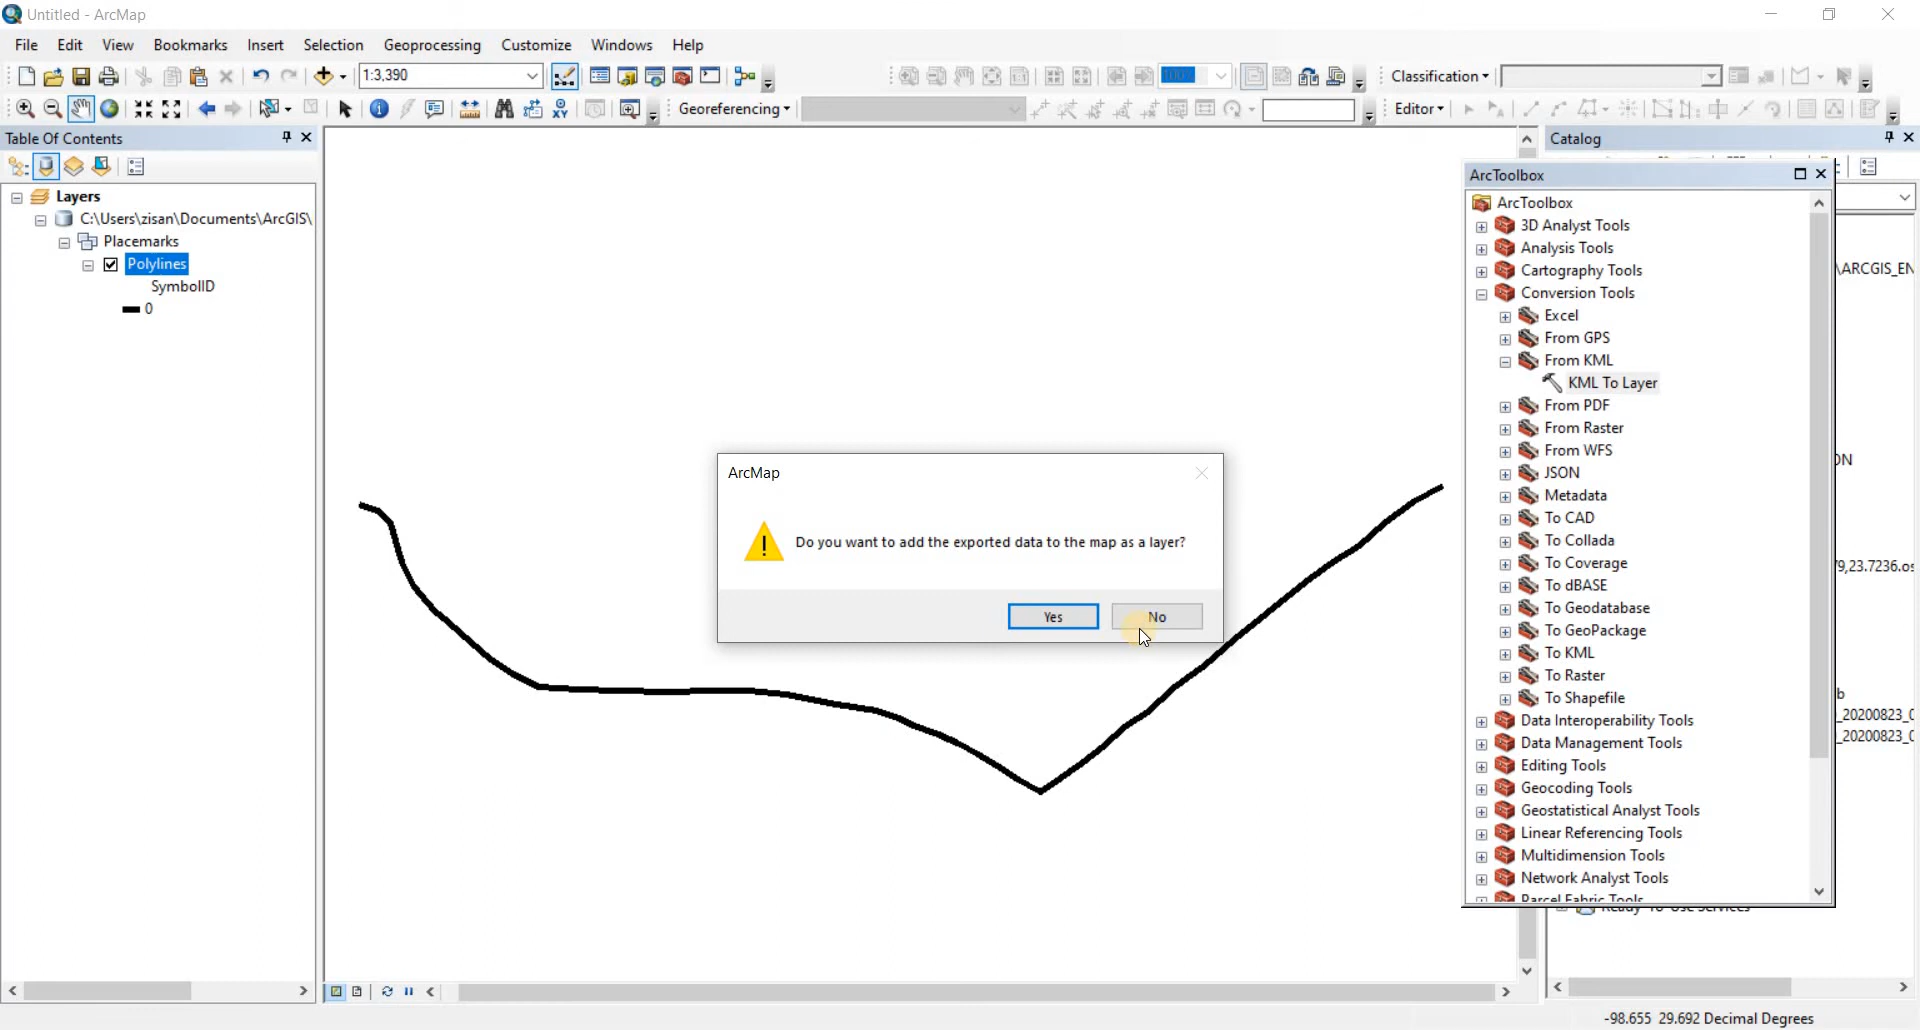 Untitled - ArcMap
File Edit View Bookmarks Insert Selection Geoprocessing Customize Windows Help
1:3,390
Classification
Georeferencing
Editor
Table Of Contents
Layers
C:\Users\zisan\Documents\ArcGIS\
Placemarks
Polylines
SymbolID
0
ArcMap
Do you want to add the exported data to the map as a layer?
Yes
No
Catalog
ArcToolbox
ArcToolbox
3D Analyst Tools
Analysis Tools
Cartography Tools
Conversion Tools
Excel
From GPS
From KML
KML To Layer
From PDF
From Raster
From WFS
JSON
Metadata
To CAD
To Collada
To Coverage
To dBASE
To Geodatabase
To GeoPackage
To KML
To Raster
To Shapefile
Data Interoperability Tools
Data Management Tools
Editing Tools
Geocoding Tools
Geostatistical Analyst Tools
Linear Referencing Tools
Multidimension Tools
Network Analyst Tools
Parcel Fabric Tools
\ARCGIS_EN
ON
9,23.7236.os
b
_20200823_0
_20200823_0
-98.655 29.692 Decimal Degrees